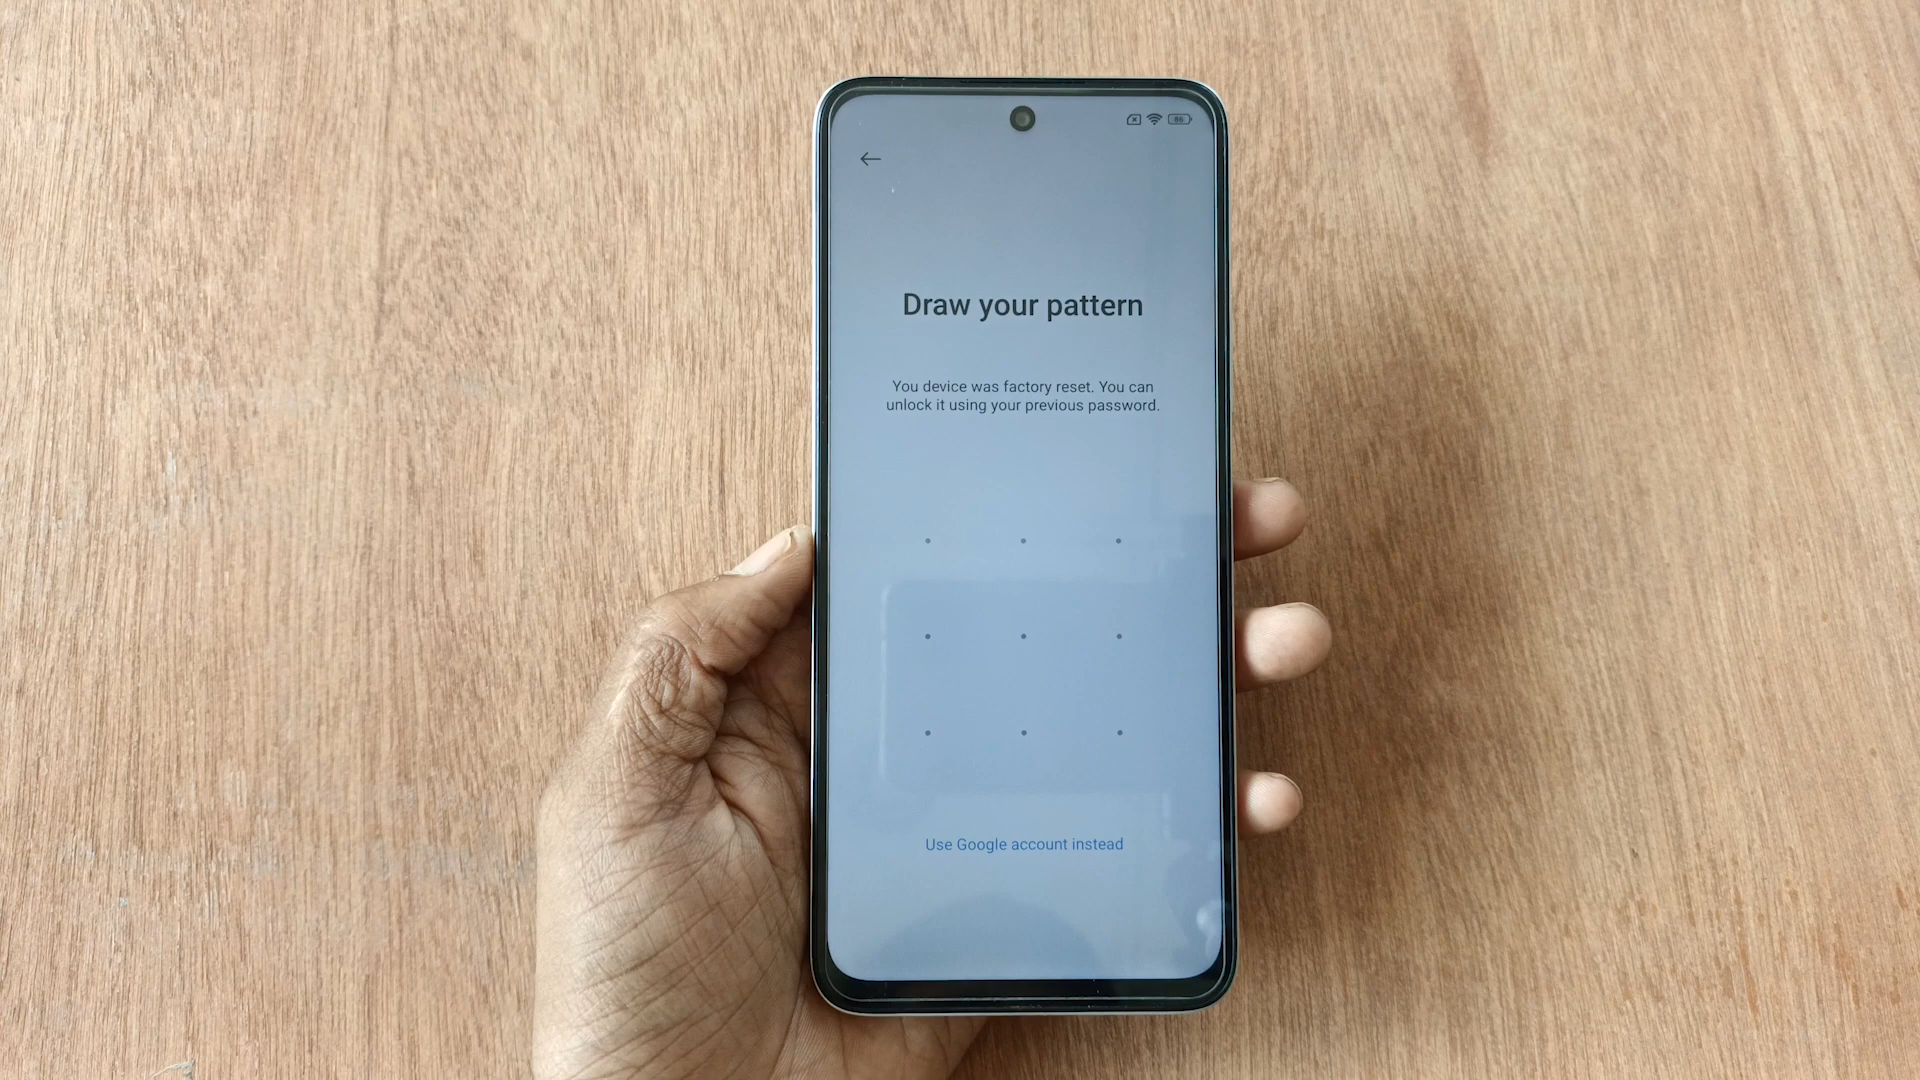 86
Draw your pattern
You device was factory reset. You can
unlock it using your previous password.
Use Google account instead